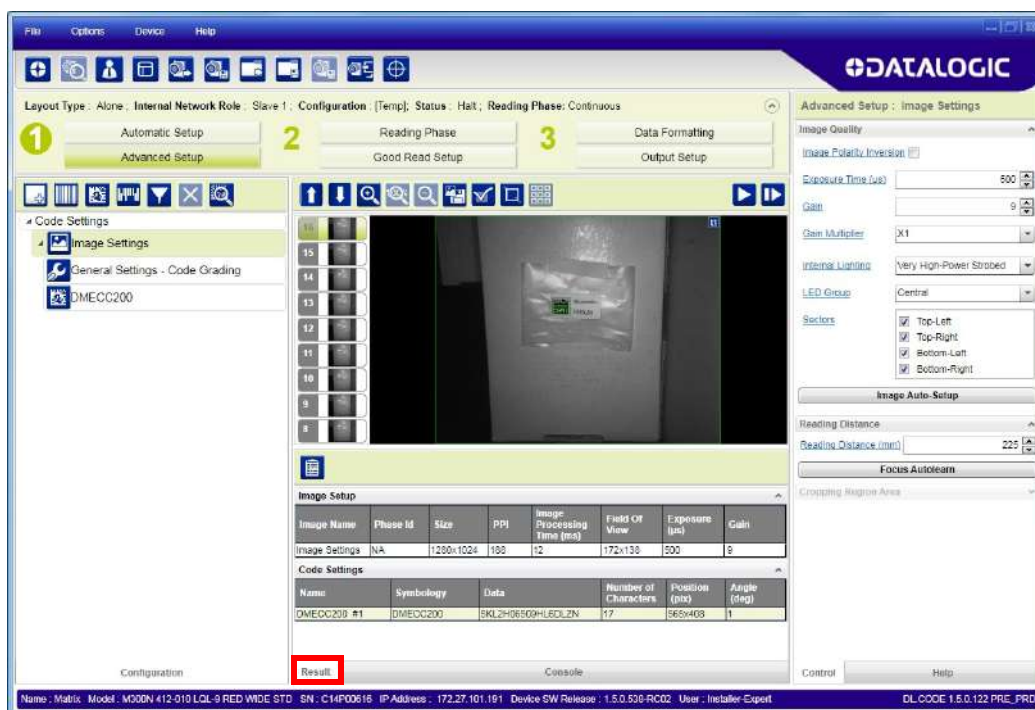 File Options Device Help
DATALOGIC
Layout Type : Alone ; Internal Network Role : Slave 1 ; Configuration : [Temp]; Status : Halt ; Reading Phase: Continuous
1 Automatic Setup 2 Reading Phase 3 Data Formatting
Advanced Setup Good Read Setup Output Setup
Advanced Setup : Image Settings
Image Quality
Image Polarity Inversion
Exposure Time (µs) 500
Gain 9
Gain Multiplier X1
Internal Lighting Very High-Power Strobed
LED Group Central
Sectors Top-Left
Top-Right
Bottom-Left
Bottom-Right
Image Auto-Setup
Reading Distance
Reading Distance (mm) 225
Focus Autolearn
Cropping Region Area
Code Settings
Image Settings
General Settings - Code Grading
DMECC200
16
15
14
13
12
11
10
9
8
Image Setup
Image Name Phase Id Size PPI Image Processing Time (ms) Field Of View Exposure (µs) Gain
Image Settings NA 1280x1024 188 12 172x138 500 9
Code Settings
Name Symbology Data Number of Characters Position (pix) Angle (deg)
DMECC200 #1 DMECC200 17 568x408 1
Configuration Result Console Control Help
Name : Matrix Model : M300N 412-010 LQL-9 RED WIDE STD SN : C14P00616 IP Address : 172.27.101.191 Device SW Release : 1.5.0.538-RC02 User : Installer-Expert DL.CODE 1.5.0.122 PRE_PRD